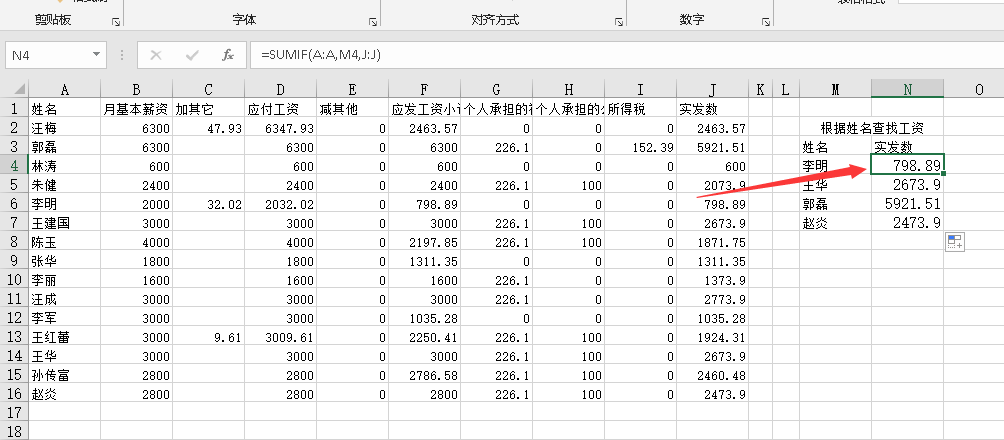 剪贴板 字体 对齐方式 数字
N4 fx =SUMIF(A:A,M4,J:J)
A B C D E F G H I J K L M N O
1 姓名 月基本薪资 加其它 应付工资 减其他 应发工资小 个人承担的 个人承担的 所得税 实发数
2 汪梅 6300 47.93 6347.93 0 2463.57 0 0 0 2463.57 根据姓名查找工资
3 郭磊 6300 6300 0 6300 226.1 0 152.39 5921.51 姓名 实发数
4 林涛 600 600 0 600 0 0 0 600 李明 798.89
5 朱健 2400 2400 0 2400 226.1 100 0 2073.9 王华 2673.9
6 李明 2000 32.02 2032.02 0 798.89 0 0 0 798.89 郭磊 5921.51
7 王建国 3000 3000 0 3000 226.1 100 0 2673.9 赵炎 2473.9
8 陈玉 4000 4000 0 2197.85 226.1 100 0 1871.75
9 张华 1800 1800 0 1311.35 0 0 0 1311.35
10 李丽 1600 1600 0 1600 226.1 0 0 1373.9
11 汪成 3000 3000 0 3000 226.1 0 0 2773.9
12 李军 3000 3000 0 1035.28 0 0 0 1035.28
13 王红蕾 3000 9.61 3009.61 0 2250.41 226.1 100 0 1924.31
14 王华 3000 3000 0 3000 226.1 100 0 2673.9
15 孙传富 2800 2800 0 2786.58 226.1 100 0 2460.48
16 赵炎 2800 2800 0 2800 226.1 100 0 2473.9
17
18